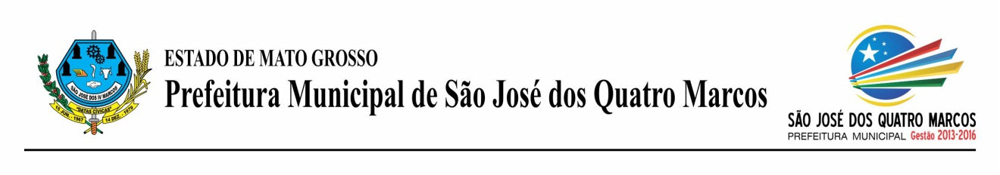 SÃO JOSE DOS IV MARCOS
"DATAS CÍVICAS"
15 JUN. - 1967
14 DEZ. - 1979
ESTADO DE MATO GROSSO
Prefeitura Municipal de São José dos Quatro Marcos
SÃO JOSÉ DOS QUATRO MARCOS
PREFEITURA MUNICIPAL Gestão 2013-2016